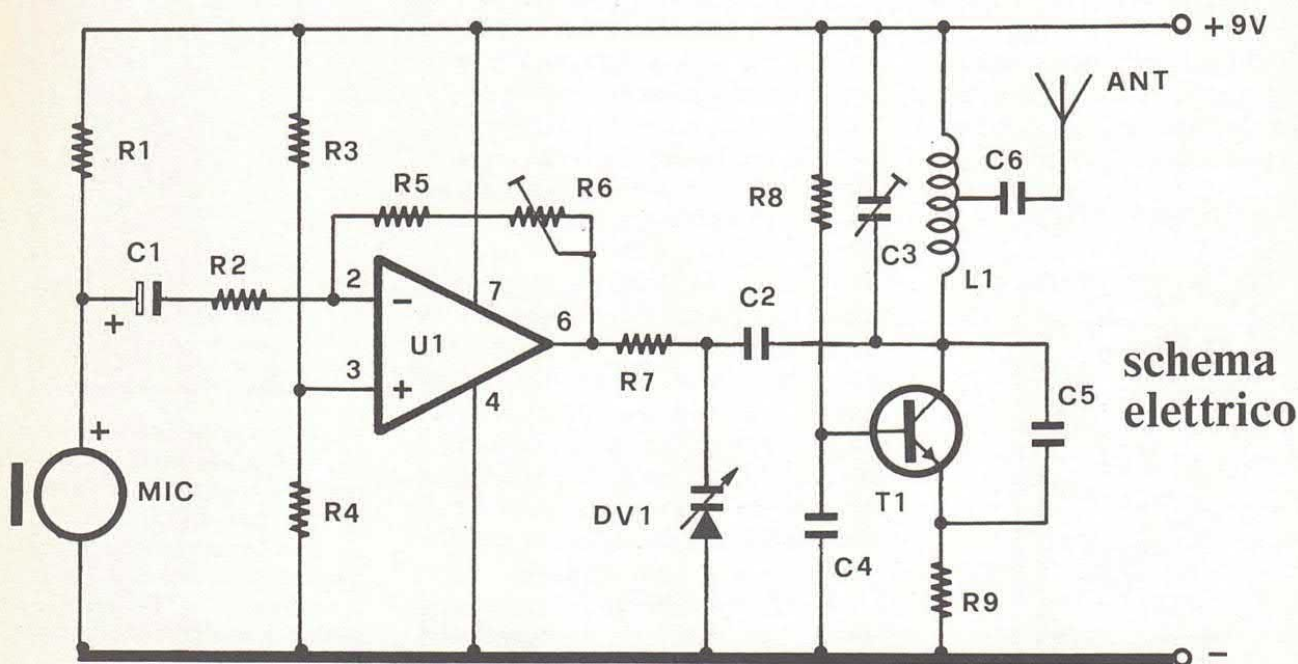 + 9V
ANT
R1
R3
R5
R6
R8
C3
C6
L1
C1
R2
2
7
+
−
U1
6
C2
3
+
4
R7
schema
elettrico
C5
+
MIC
R4
DV1
T1
C4
R9
−